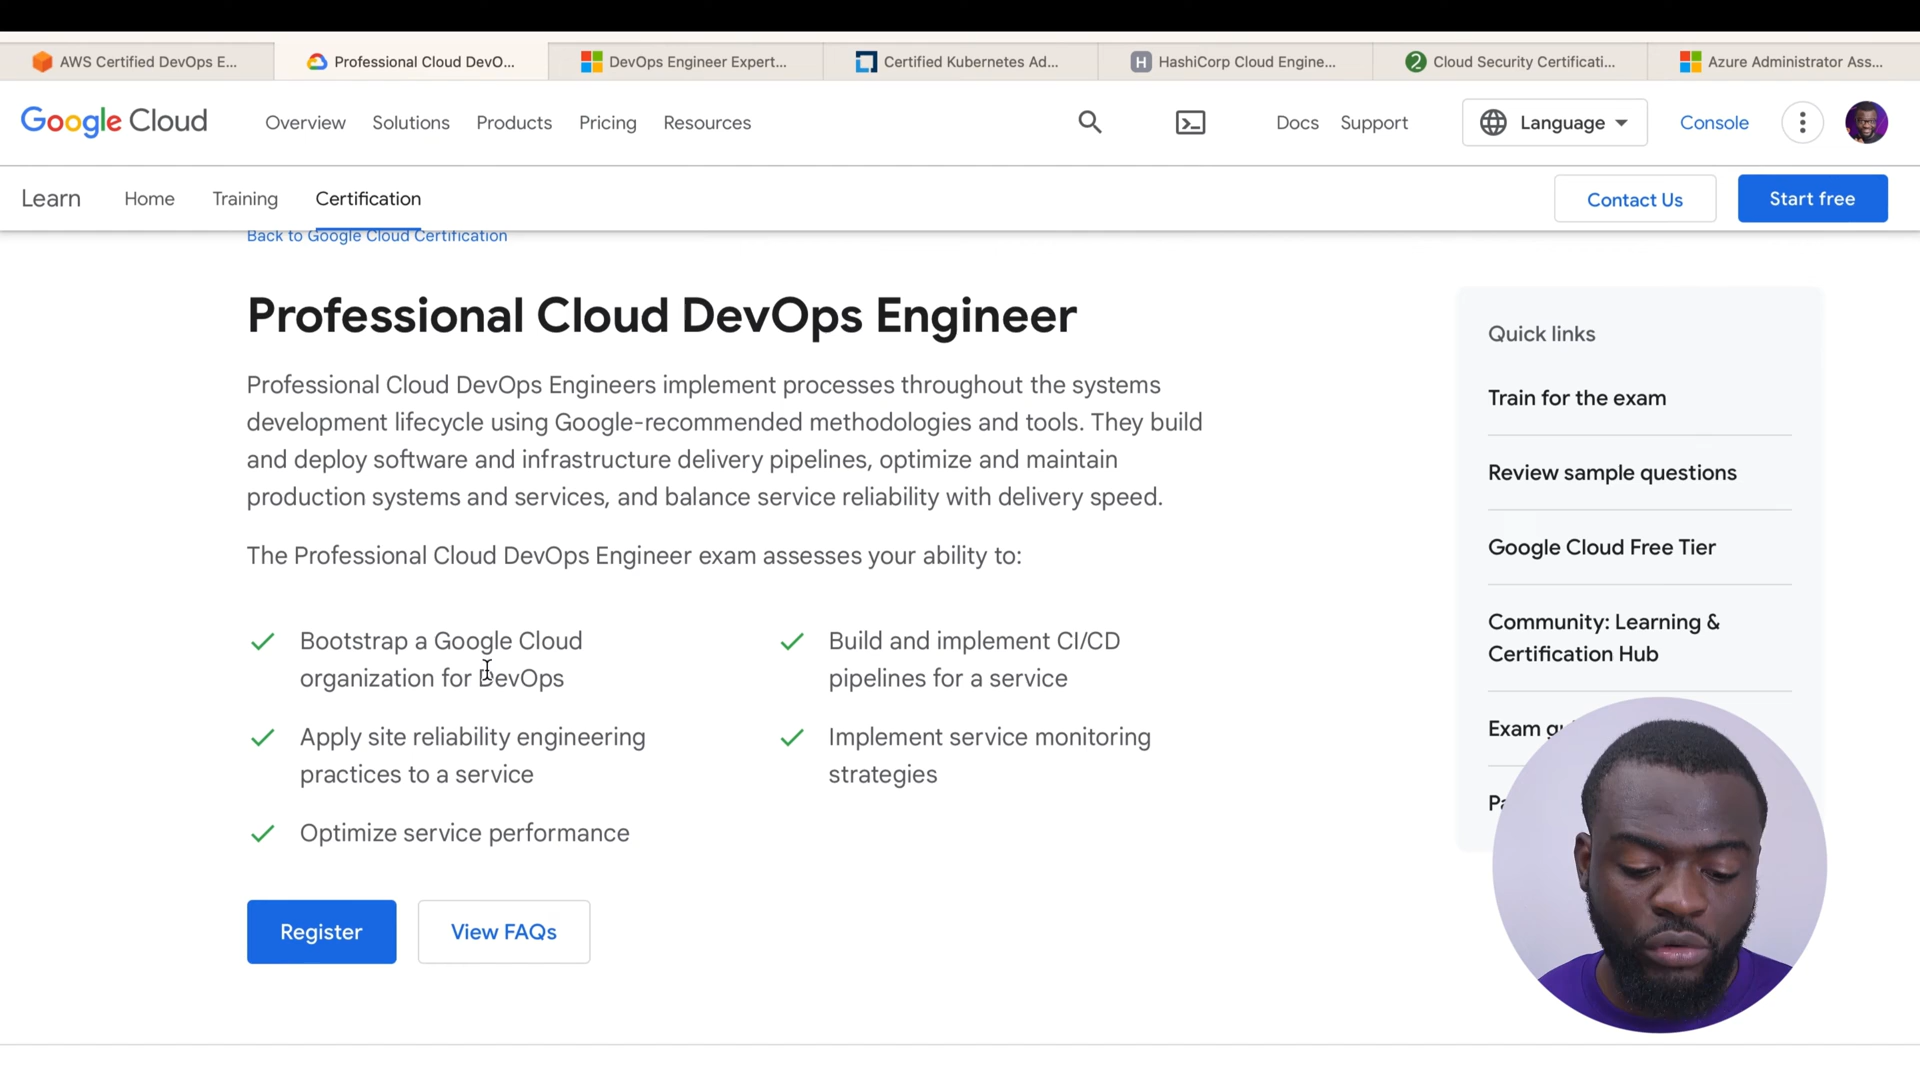 AWS Certified DevOps E...
Professional Cloud DevO...
DevOps Engineer Expert...
Certified Kubernetes Ad...
H
HashiCorp Cloud Engine...
2
Cloud Security Certificati...
Azure Administrator Ass...
Google Cloud
Overview
Solutions
Products
Pricing
Resources
Docs
Support
Language
Console
Learn
Home
Training
Certification
Contact Us
Start free
Back to Google Cloud Certification
Professional Cloud DevOps Engineer
Professional Cloud DevOps Engineers implement processes throughout the systems
development lifecycle using Google-recommended methodologies and tools. They build
and deploy software and infrastructure delivery pipelines, optimize and maintain
production systems and services, and balance service reliability with delivery speed.
The Professional Cloud DevOps Engineer exam assesses your ability to:
Bootstrap a Google Cloud
organization for DevOps
Build and implement CI/CD
pipelines for a service
Apply site reliability engineering
practices to a service
Implement service monitoring
strategies
Optimize service performance
Register
View FAQs
Quick links
Train for the exam
Review sample questions
Google Cloud Free Tier
Community: Learning &
Certification Hub
Exam